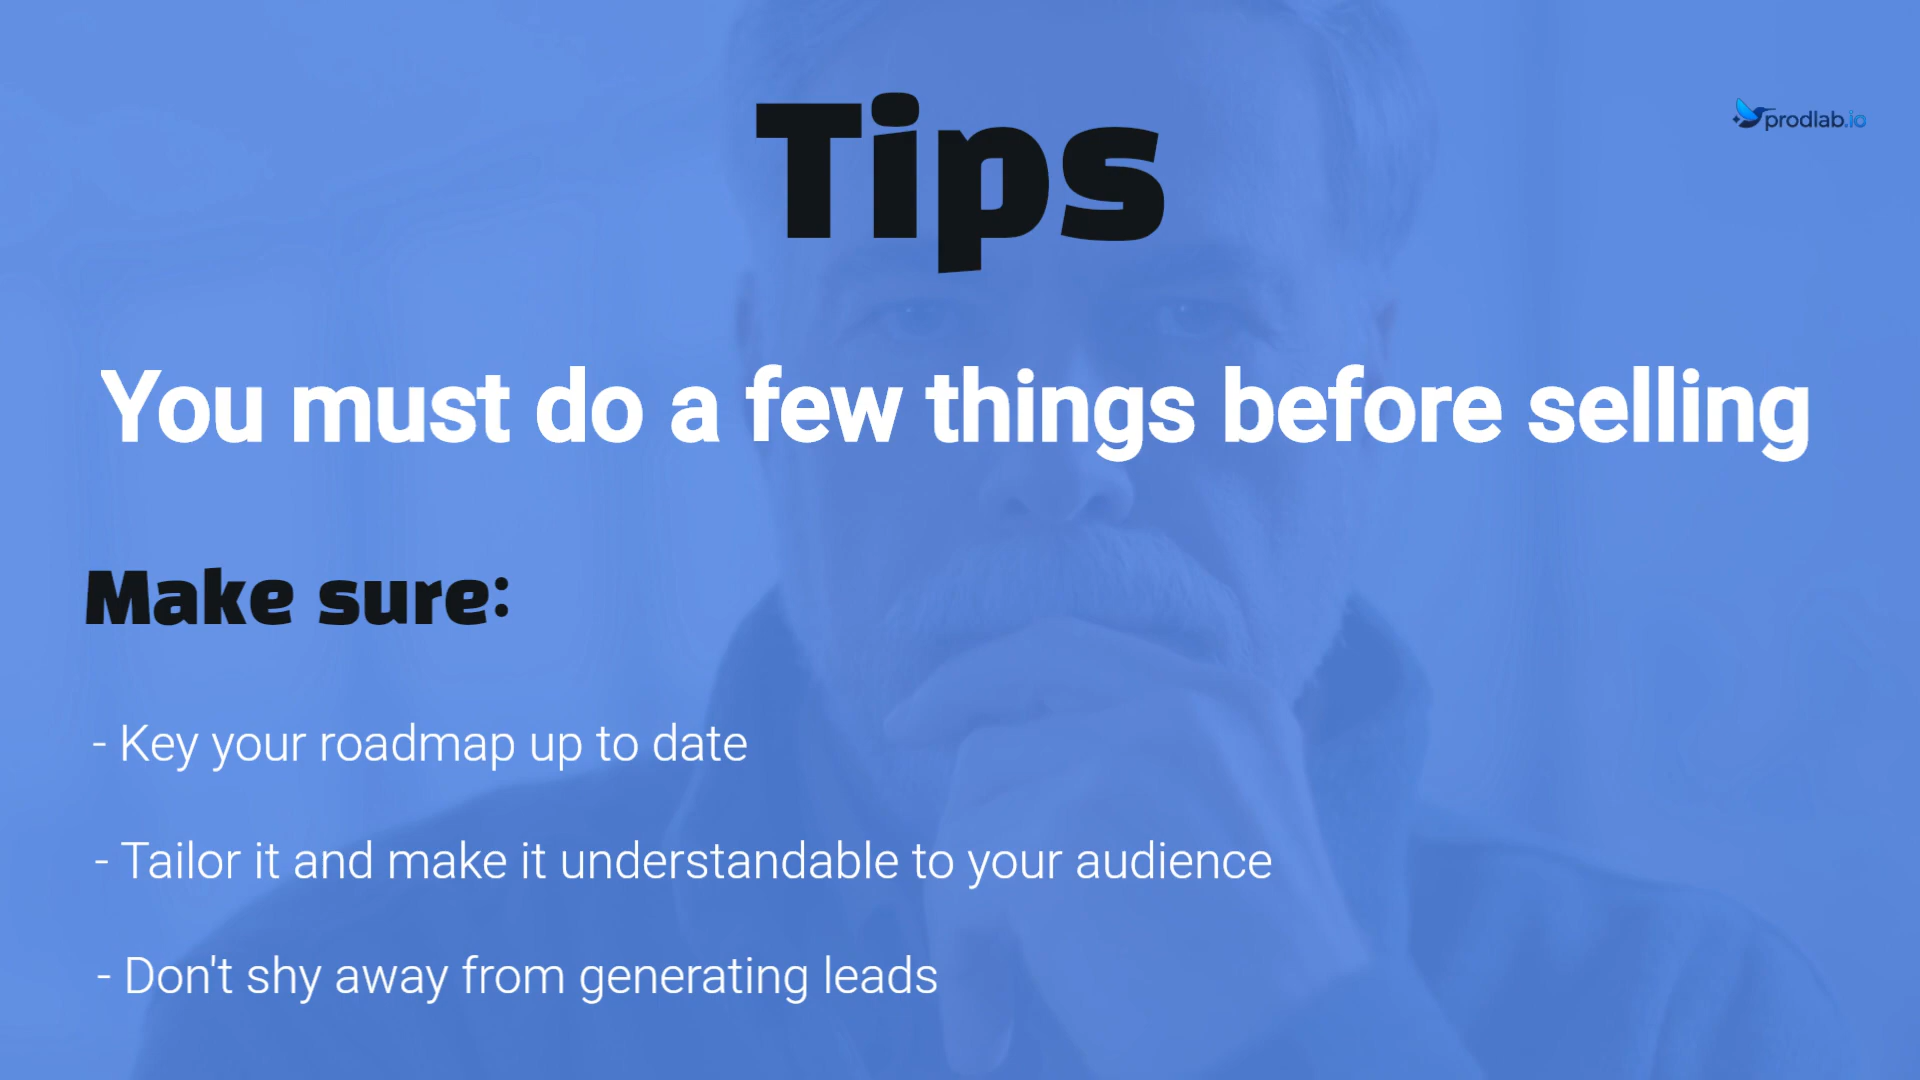 Tips
prodlab.io
You must do a few things before selling
Make sure:
- Key your roadmap up to date
- Tailor it and make it understandable to your audience
- Don't shy away from generating leads